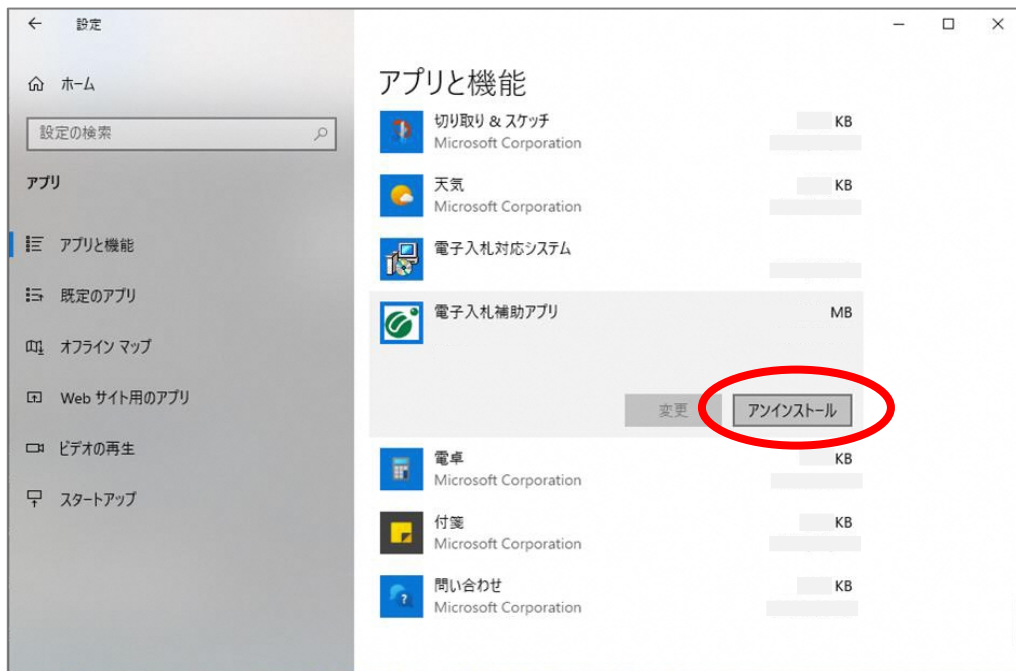 設定
ホーム
設定の検索
アプリ
アプリと機能
既定のアプリ
オフライン マップ
Web サイト用のアプリ
ビデオの再生
スタートアップ
アプリと機能
切り取り & スケッチ
KB
Microsoft Corporation
天気
KB
Microsoft Corporation
電子入札対応システム
電子入札補助アプリ
MB
変更
アンインストール
電卓
KB
Microsoft Corporation
付箋
KB
Microsoft Corporation
問い合わせ
KB
Microsoft Corporation